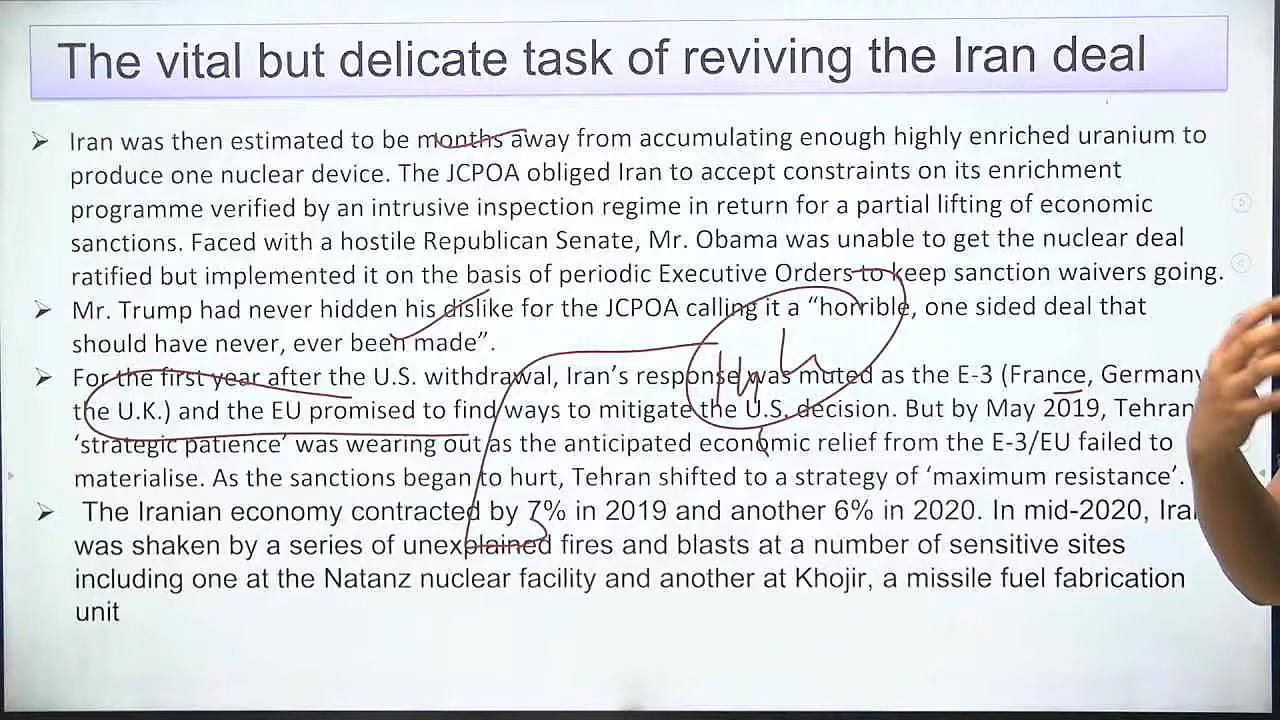 The vital but delicate task of reviving the Iran deal
➢ Iran was then estimated to be months away from accumulating enough highly enriched uranium to
produce one nuclear device. The JCPOA obliged Iran to accept constraints on its enrichment
programme verified by an intrusive inspection regime in return for a partial lifting of economic
sanctions. Faced with a hostile Republican Senate, Mr. Obama was unable to get the nuclear deal
ratified but implemented it on the basis of periodic Executive Orders to keep sanction waivers going.
➢ Mr. Trump had never hidden his dislike for the JCPOA calling it a “horrible, one sided deal that
should have never, ever been made”.
➢ For the first year after the U.S. withdrawal, Iran’s response was muted as the E-3 (France, Germany
the U.K.) and the EU promised to find ways to mitigate the U.S. decision. But by May 2019, Tehran
‘strategic patience’ was wearing out as the anticipated economic relief from the E-3/EU failed to
materialise. As the sanctions began to hurt, Tehran shifted to a strategy of ‘maximum resistance’.
➢ The Iranian economy contracted by 7% in 2019 and another 6% in 2020. In mid-2020, Iran
was shaken by a series of unexplained fires and blasts at a number of sensitive sites
including one at the Natanz nuclear facility and another at Khojir, a missile fuel fabrication
unit